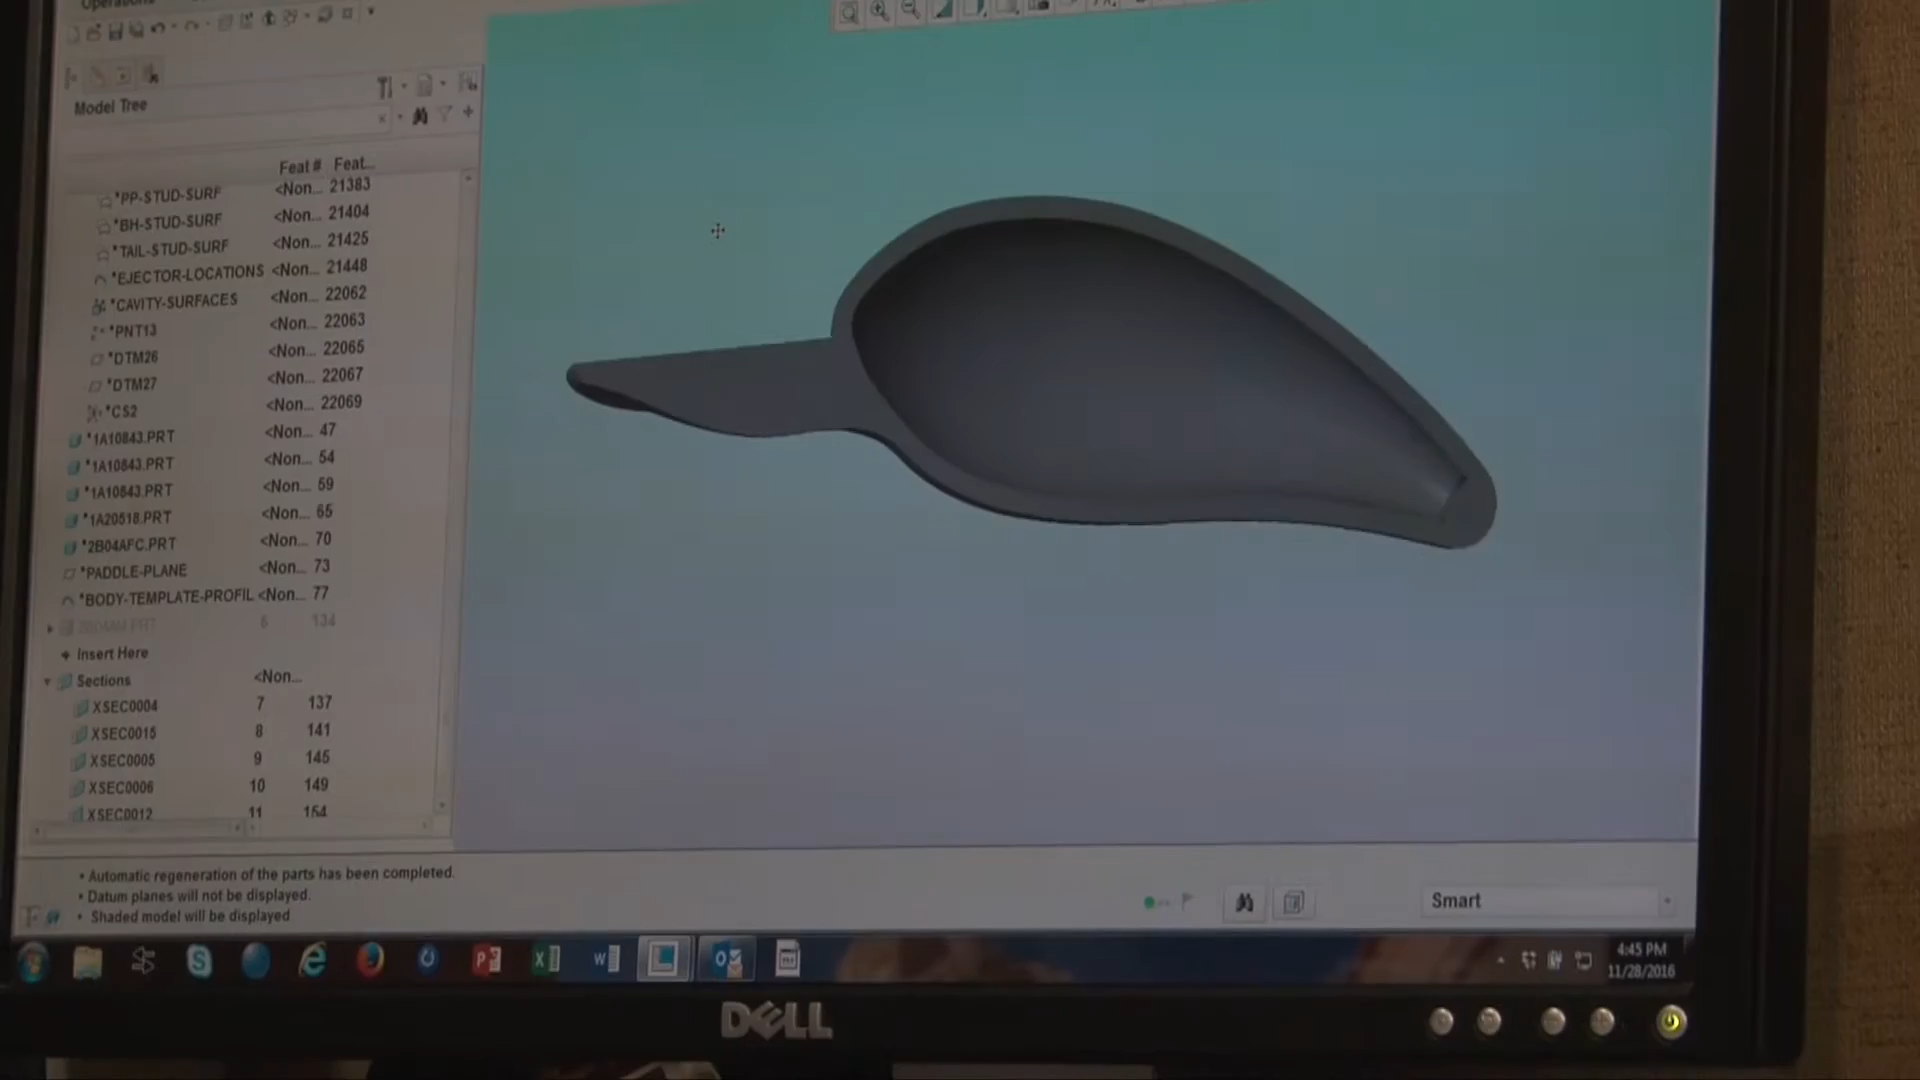 Operations
Model Tree
Feat # Feat...
*PP-STUD-SURF <Non... 21383
*BH-STUD-SURF <Non... 21404
*TAIL-STUD-SURF <Non... 21425
*EJECTOR-LOCATIONS <Non... 21448
*CAVITY-SURFACES <Non... 22062
*PNT13 <Non... 22063
*DTM26 <Non... 22065
*DTM27 <Non... 22067
*CS2 <Non... 22069
*1A10843.PRT <Non... 47
*1A10843.PRT <Non... 54
*1A10843.PRT <Non... 59
*1A20518.PRT <Non... 65
*2B04AFC.PRT <Non... 70
*PADDLE-PLANE <Non... 73
*BODY-TEMPLATE-PROFIL <Non... 77
6 134
Insert Here
Sections <Non...
XSEC0004 7 137
XSEC0015 8 141
XSEC0005 9 145
XSEC0006 10 149
XSEC0012 11 154
• Automatic regeneration of the parts has been completed.
• Datum planes will not be displayed.
• Shaded model will be displayed
Smart
4:45 PM
11/28/2016
DELL